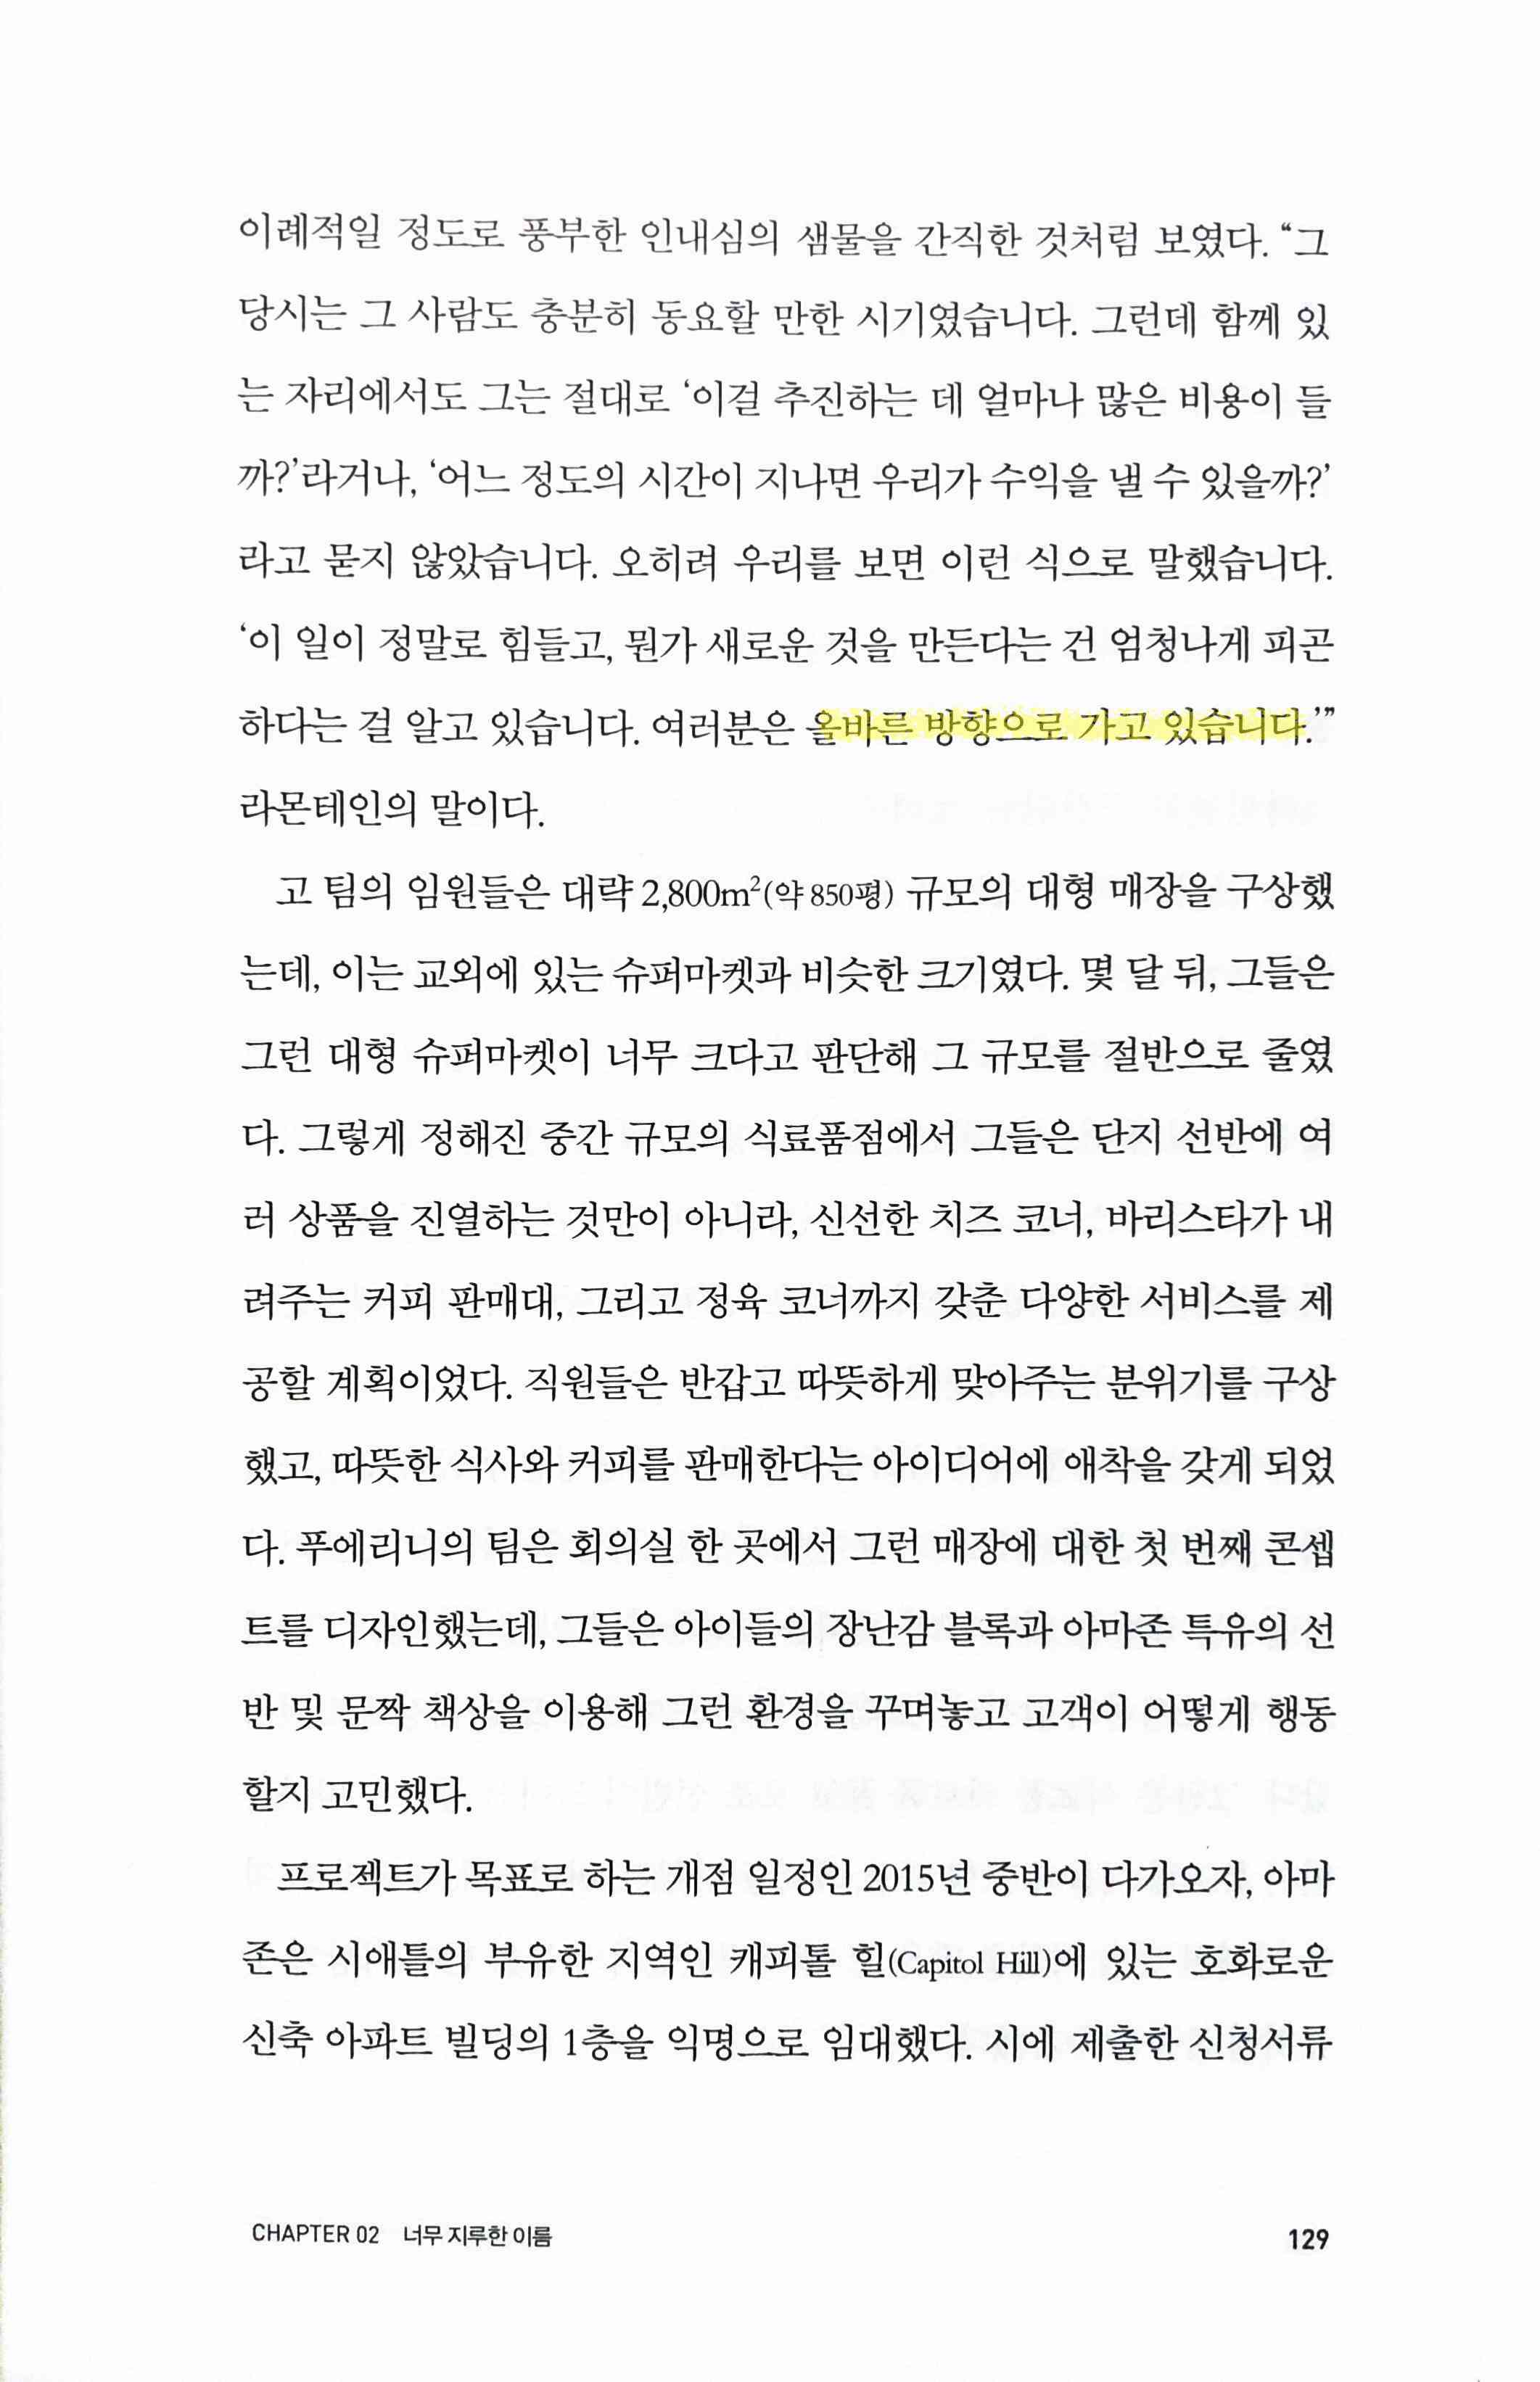 이례적일 정도로 풍부한 인내심의 샘물을 간직한 것처럼 보였다. “그
당시는 그 사람도 충분히 동요할 만한 시기였습니다. 그런데 함께 있
는 자리에서도 그는 절대로 ‘이걸 추진하는 데 얼마나 많은 비용이 들
까?’라거나, ‘어느 정도의 시간이 지나면 우리가 수익을 낼 수 있을까?’
라고 묻지 않았습니다. 오히려 우리를 보면 이런 식으로 말했습니다.
‘이 일이 정말로 힘들고, 뭔가 새로운 것을 만든다는 건 엄청나게 피곤
하다는 걸 알고 있습니다. 여러분은 올바른 방향으로 가고 있습니다.’”
라몬테인의 말이다.
고 팀의 임원들은 대략 2,800m²(약 850평) 규모의 대형 매장을 구상했
는데, 이는 교외에 있는 슈퍼마켓과 비슷한 크기였다. 몇 달 뒤, 그들은
그런 대형 슈퍼마켓이 너무 크다고 판단해 그 규모를 절반으로 줄였
다. 그렇게 정해진 중간 규모의 식료품점에서 그들은 단지 선반에 여
러 상품을 진열하는 것만이 아니라, 신선한 치즈 코너, 바리스타가 내
려주는 커피 판매대, 그리고 정육 코너까지 갖춘 다양한 서비스를 제
공할 계획이었다. 직원들은 반갑고 따뜻하게 맞아주는 분위기를 구상
했고, 따뜻한 식사와 커피를 판매한다는 아이디어에 애착을 갖게 되었
다. 푸에리니의 팀은 회의실 한 곳에서 그런 매장에 대한 첫 번째 콘셉
트를 디자인했는데, 그들은 아이들의 장난감 블록과 아마존 특유의 선
반 및 문짝 책상을 이용해 그런 환경을 꾸며놓고 고객이 어떻게 행동
할지 고민했다.
프로젝트가 목표로 하는 개점 일정인 2015년 중반이 다가오자, 아마
존은 시애틀의 부유한 지역인 캐피톨 힐(Capitol Hill)에 있는 호화로운
신축 아파트 빌딩의 1층을 익명으로 임대했다. 시에 제출한 신청서류
CHAPTER 02 너무 지루한 이름
129